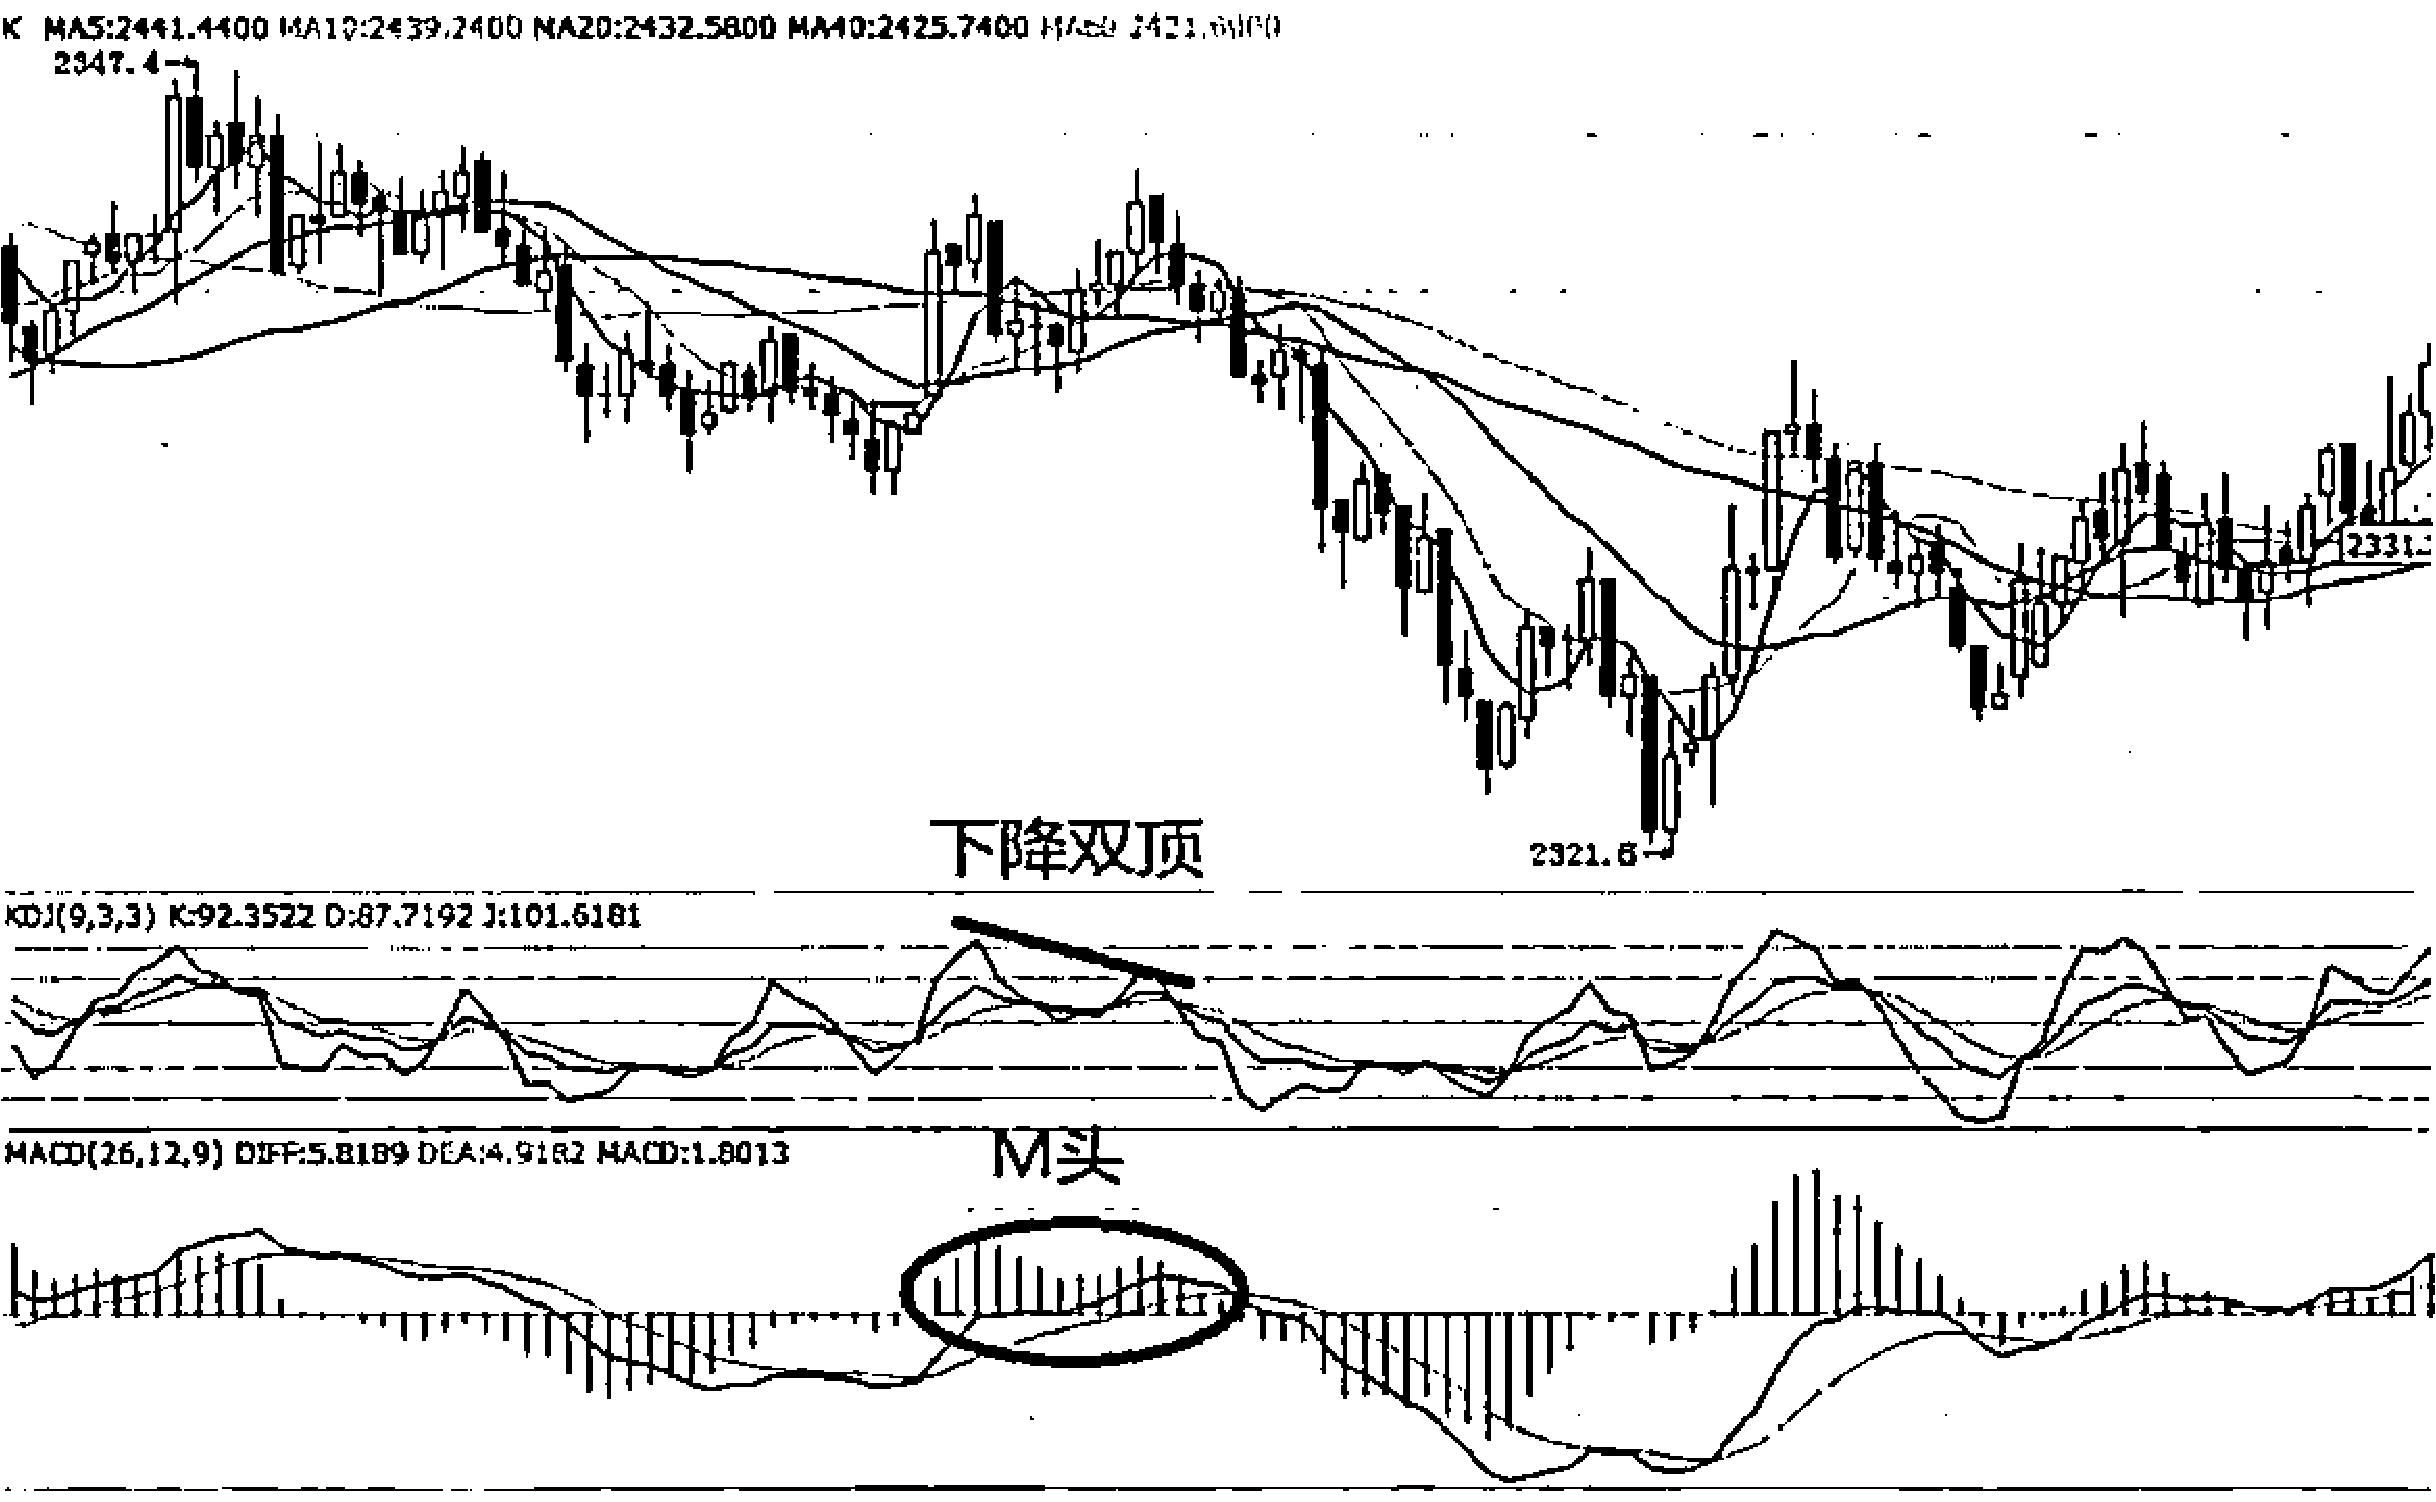 K MA5:2441.4400 MA10:2439.2400 MA20:2432.5800 MA40:2425.7400
2347.4
2331.
下降双顶
2321.6
KDJ(9,3,3) K:92.3522 D:87.7192 J:101.6181
M头
MACD(26,12,9) DIFF:5.8189 DEA:4.9182 MACD:1.8013